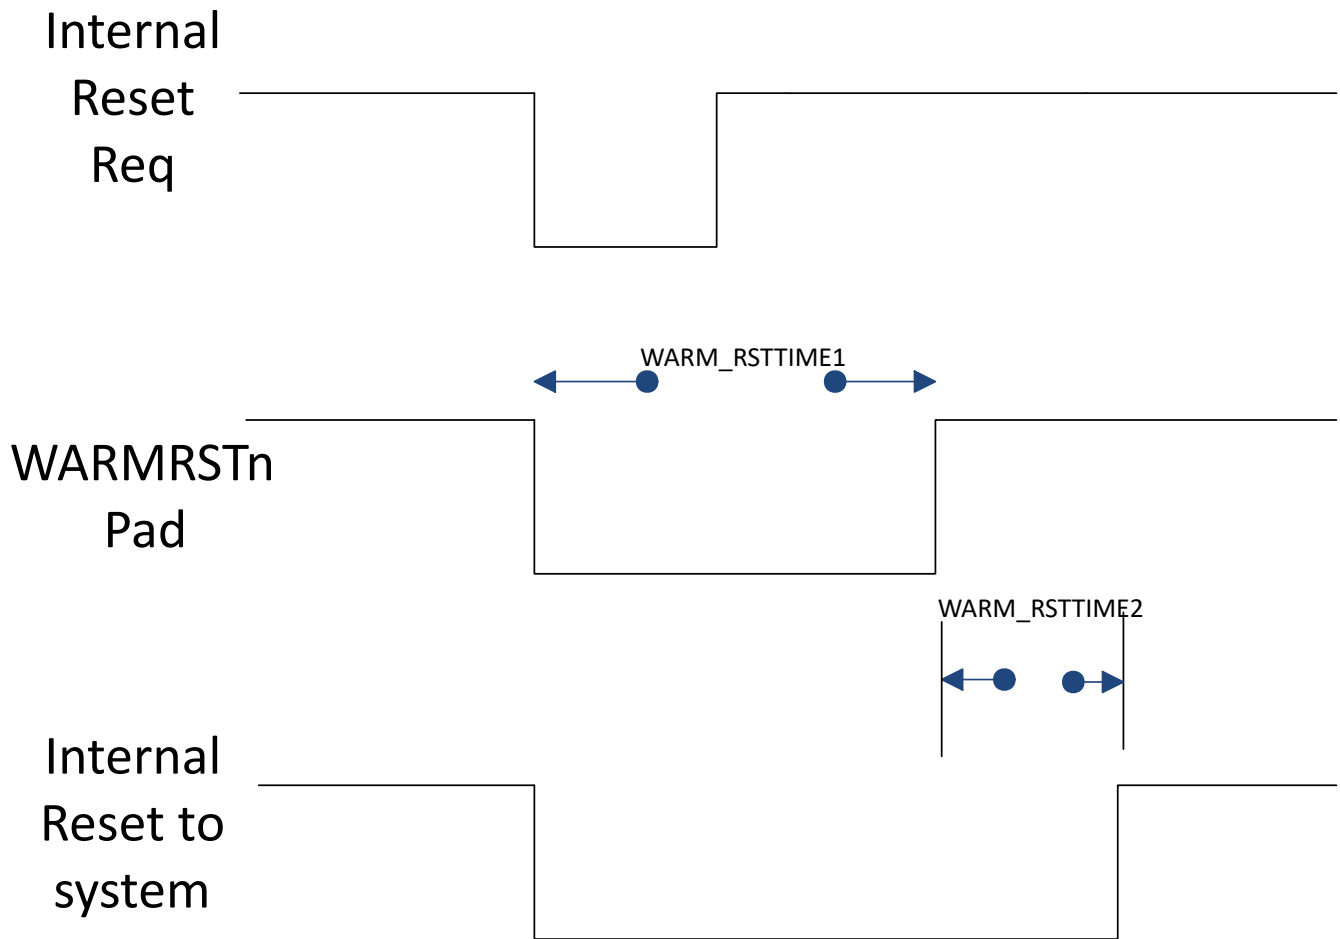 Internal
Reset
Req
WARM_RSTTIME1
WARMRSTn
Pad
WARM_RSTTIME2
Internal
Reset to
system